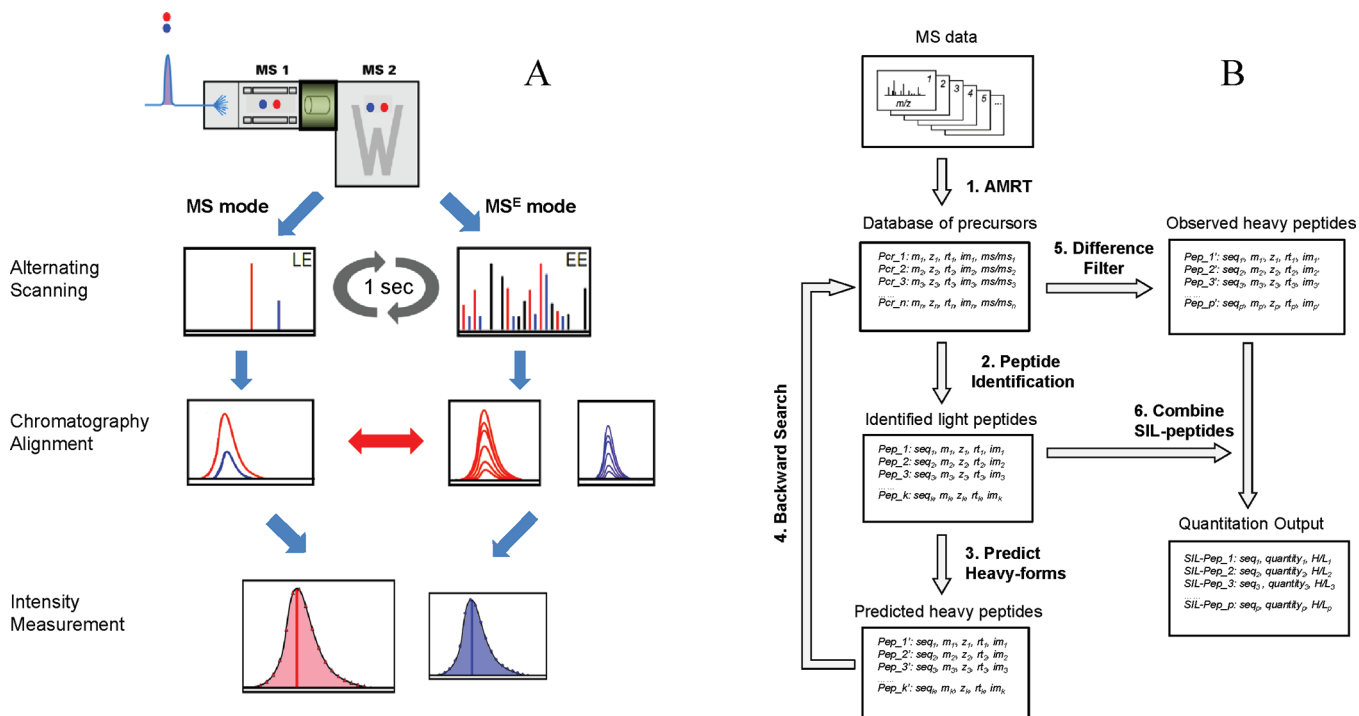 A
MS 1
MS 2
MS mode
MSᴱ mode
Alternating
Scanning
LE
1 sec
EE
Chromatography
Alignment
Intensity
Measurement
B
MS data
1
2
3
4
5
...
m/z
1. AMRT
Database of precursors
Pcr_1: m₁, z₁, rt₁, im₁, ms/ms₁
Pcr_2: m₂, z₂, rt₂, im₂, ms/ms₂
Pcr_3: m₃, z₃, rt₃, im₃, ms/ms₃
......
Pcr_n: mₙ, zₙ, rtₙ, imₙ, ms/msₙ
5. Difference
Filter
Observed heavy peptides
Pep_1': seq₁, m₁, z₁, rt₁, im₁'
Pep_2': seq₂, m₂, z₂, rt₂, im₂'
Pep_3': seq₃, m₃, z₃, rt₃, im₃'
......
Pep_p': seqₚ, mₚ, zₚ, rtₚ, imₚ'
2. Peptide
Identification
Identified light peptides
Pep_1: seq₁, m₁, z₁, rt₁, im₁
Pep_2: seq₂, m₂, z₂, rt₂, im₂
Pep_3: seq₃, m₃, z₃, rt₃, im₃
......
Pep_k: seqₖ, mₖ, zₖ, rtₖ, imₖ
6. Combine
SIL-peptides
4. Backward Search
3. Predict
Heavy-forms
Predicted heavy peptides
Pep_1': seq₁, m₁, z₁, rt₁, im₁
Pep_2': seq₂, m₂, z₂, rt₂, im₂
Pep_3': seq₃, m₃, z₃, rt₃, im₃
......
Pep_k': seqₖ, mₖ, zₖ, rtₖ, imₖ
Quantitation Output
SIL-Pep_1: seq₁, quantity₁, H/L₁
SIL-Pep_2: seq₂, quantity₂, H/L₂
SIL-Pep_3: seq₃, quantity₃, H/L₃
......
SIL-Pep_p: seqₚ, quantityₚ, H/Lₚ